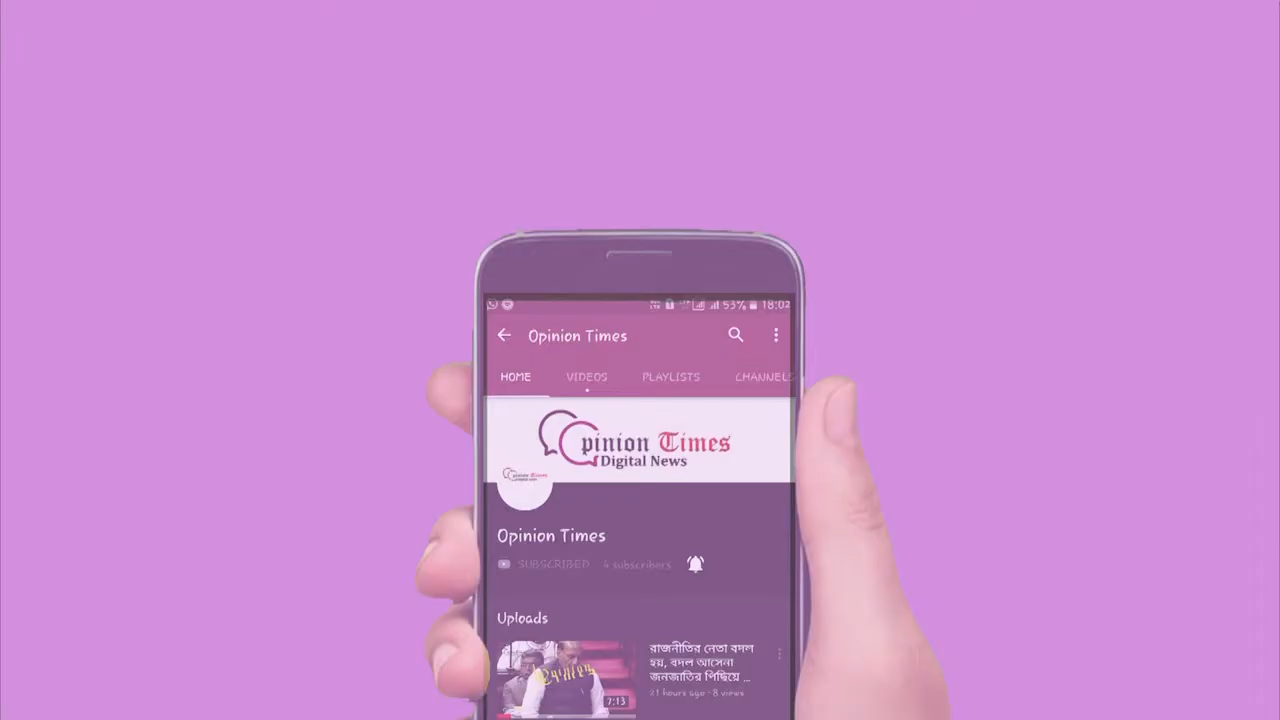 53% 18:02
Opinion Times
HOME VIDEOS PLAYLISTS CHANNELS
Opinion Times
Digital News
Opinion Times
SUBSCRIBED 4 subscribers
Uploads
রাজনীতির নেতা বদল
হয়, বদল আসেনা
জনজাতির পিছিয়ে ...
21 hours ago · 8 views
7:13